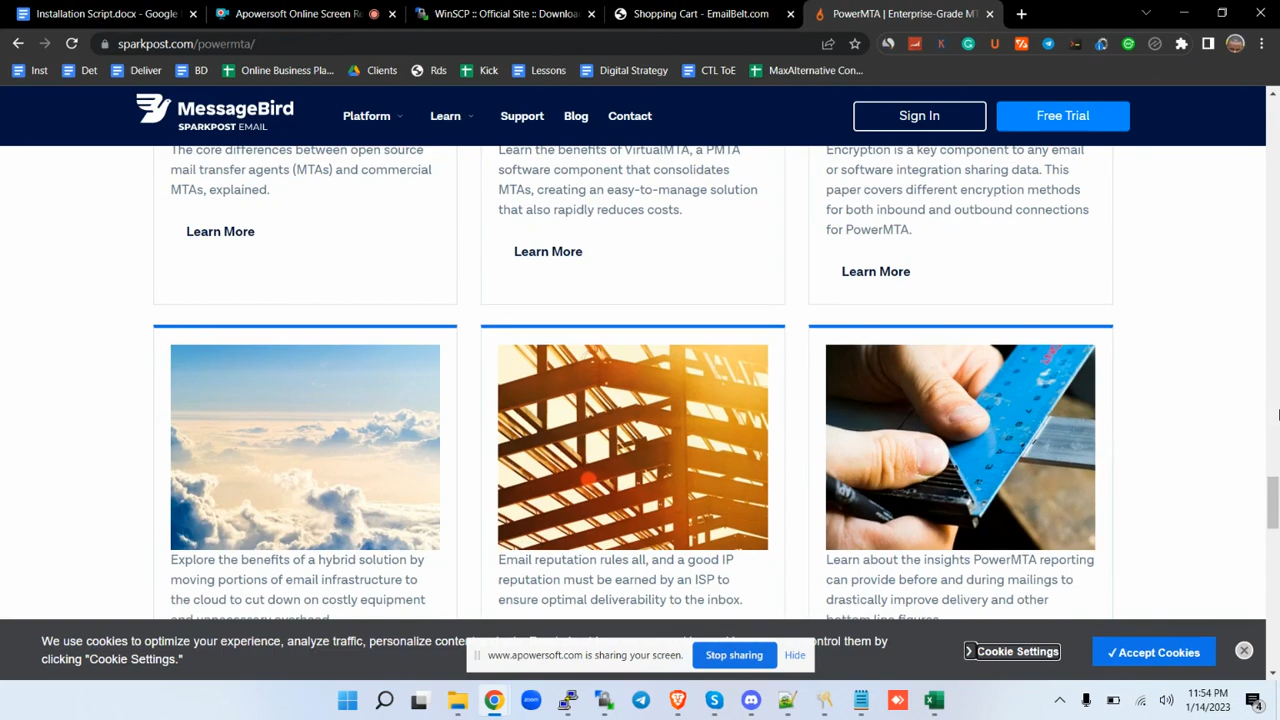 Installation Script.docx - Google
Apowersoft Online Screen Re
WinSCP :: Official Site :: Downloa
Shopping Cart - EmailBelt.com
PowerMTA | Enterprise-Grade MT
sparkpost.com/powermta/
Inst
Det
Deliver
BD
Online Business Pla...
Clients
Rds
Kick
Lessons
Digital Strategy
CTL ToE
MaxAlternative Con...
MessageBird
SPARKPOST EMAIL
Platform
Learn
Support
Blog
Contact
Sign In
Free Trial
The core differences between open source
mail transfer agents (MTAs) and commercial
MTAs, explained.
Learn More
Learn the benefits of VirtualMTA, a PMTA
software component that consolidates
MTAs, creating an easy-to-manage solution
that also rapidly reduces costs.
Learn More
Encryption is a key component to any email
or software integration sharing data. This
paper covers different encryption methods
for both inbound and outbound connections
for PowerMTA.
Learn More
Explore the benefits of a hybrid solution by
moving portions of email infrastructure to
the cloud to cut down on costly equipment
and unnecessary overhead.
Email reputation rules all, and a good IP
reputation must be earned by an ISP to
ensure optimal deliverability to the inbox.
Learn about the insights PowerMTA reporting
can provide before and during mailings to
drastically improve delivery and other
bottom line figures.
We use cookies to optimize your experience, analyze traffic, personalize conte
control them by
clicking "Cookie Settings."
www.apowersoft.com is sharing your screen.
Stop sharing
Hide
Cookie Settings
✓ Accept Cookies
zoom
11:54 PM
1/14/2023
4